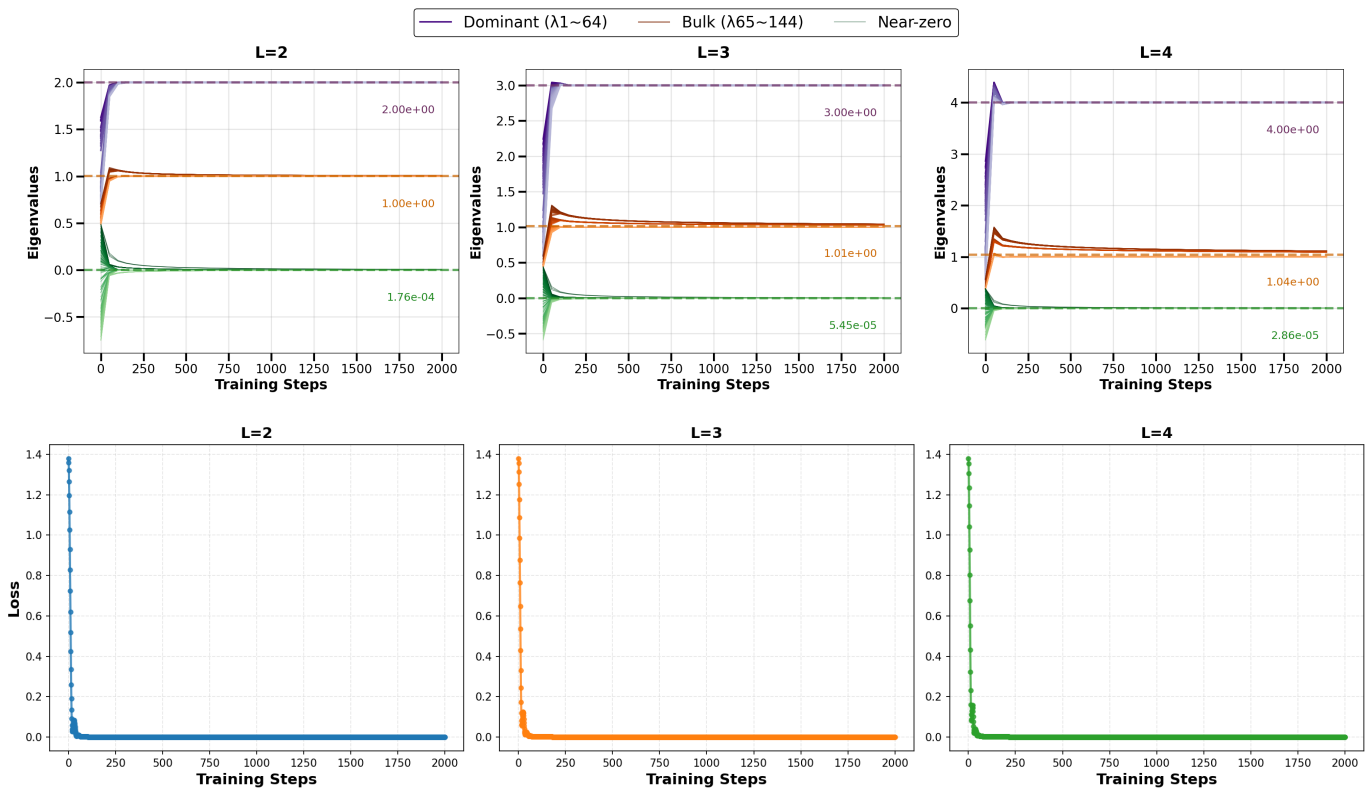 Dominant (λ1~64) Bulk (λ65~144) Near-zero
L=2
2.0
1.5
1.0
0.5
0.0
−0.5
Eigenvalues
2.00e+00
1.00e+00
1.76e-04
0 250 500 750 1000 1250 1500 1750 2000
Training Steps
L=3
3.0
2.5
2.0
1.5
1.0
0.5
0.0
−0.5
Eigenvalues
3.00e+00
1.01e+00
5.45e-05
0 250 500 750 1000 1250 1500 1750 2000
Training Steps
L=4
4
3
2
1
0
Eigenvalues
4.00e+00
1.04e+00
2.86e-05
0 250 500 750 1000 1250 1500 1750 2000
Training Steps
L=2
1.4
1.2
1.0
0.8
0.6
0.4
0.2
0.0
Loss
0 250 500 750 1000 1250 1500 1750 2000
Training Steps
L=3
1.4
1.2
1.0
0.8
0.6
0.4
0.2
0.0
0 250 500 750 1000 1250 1500 1750 2000
Training Steps
L=4
1.4
1.2
1.0
0.8
0.6
0.4
0.2
0.0
0 250 500 750 1000 1250 1500 1750 2000
Training Steps